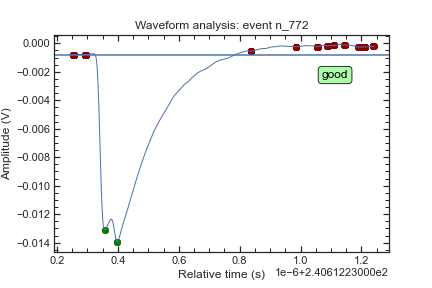 Waveform analysis: event n_772
Amplitude (V)
0.000
−0.002
−0.004
−0.006
−0.008
−0.010
−0.012
−0.014
good
0.2
0.4
0.6
0.8
1.0
1.2
Relative time (s)
1e−6+2.4061223000e2